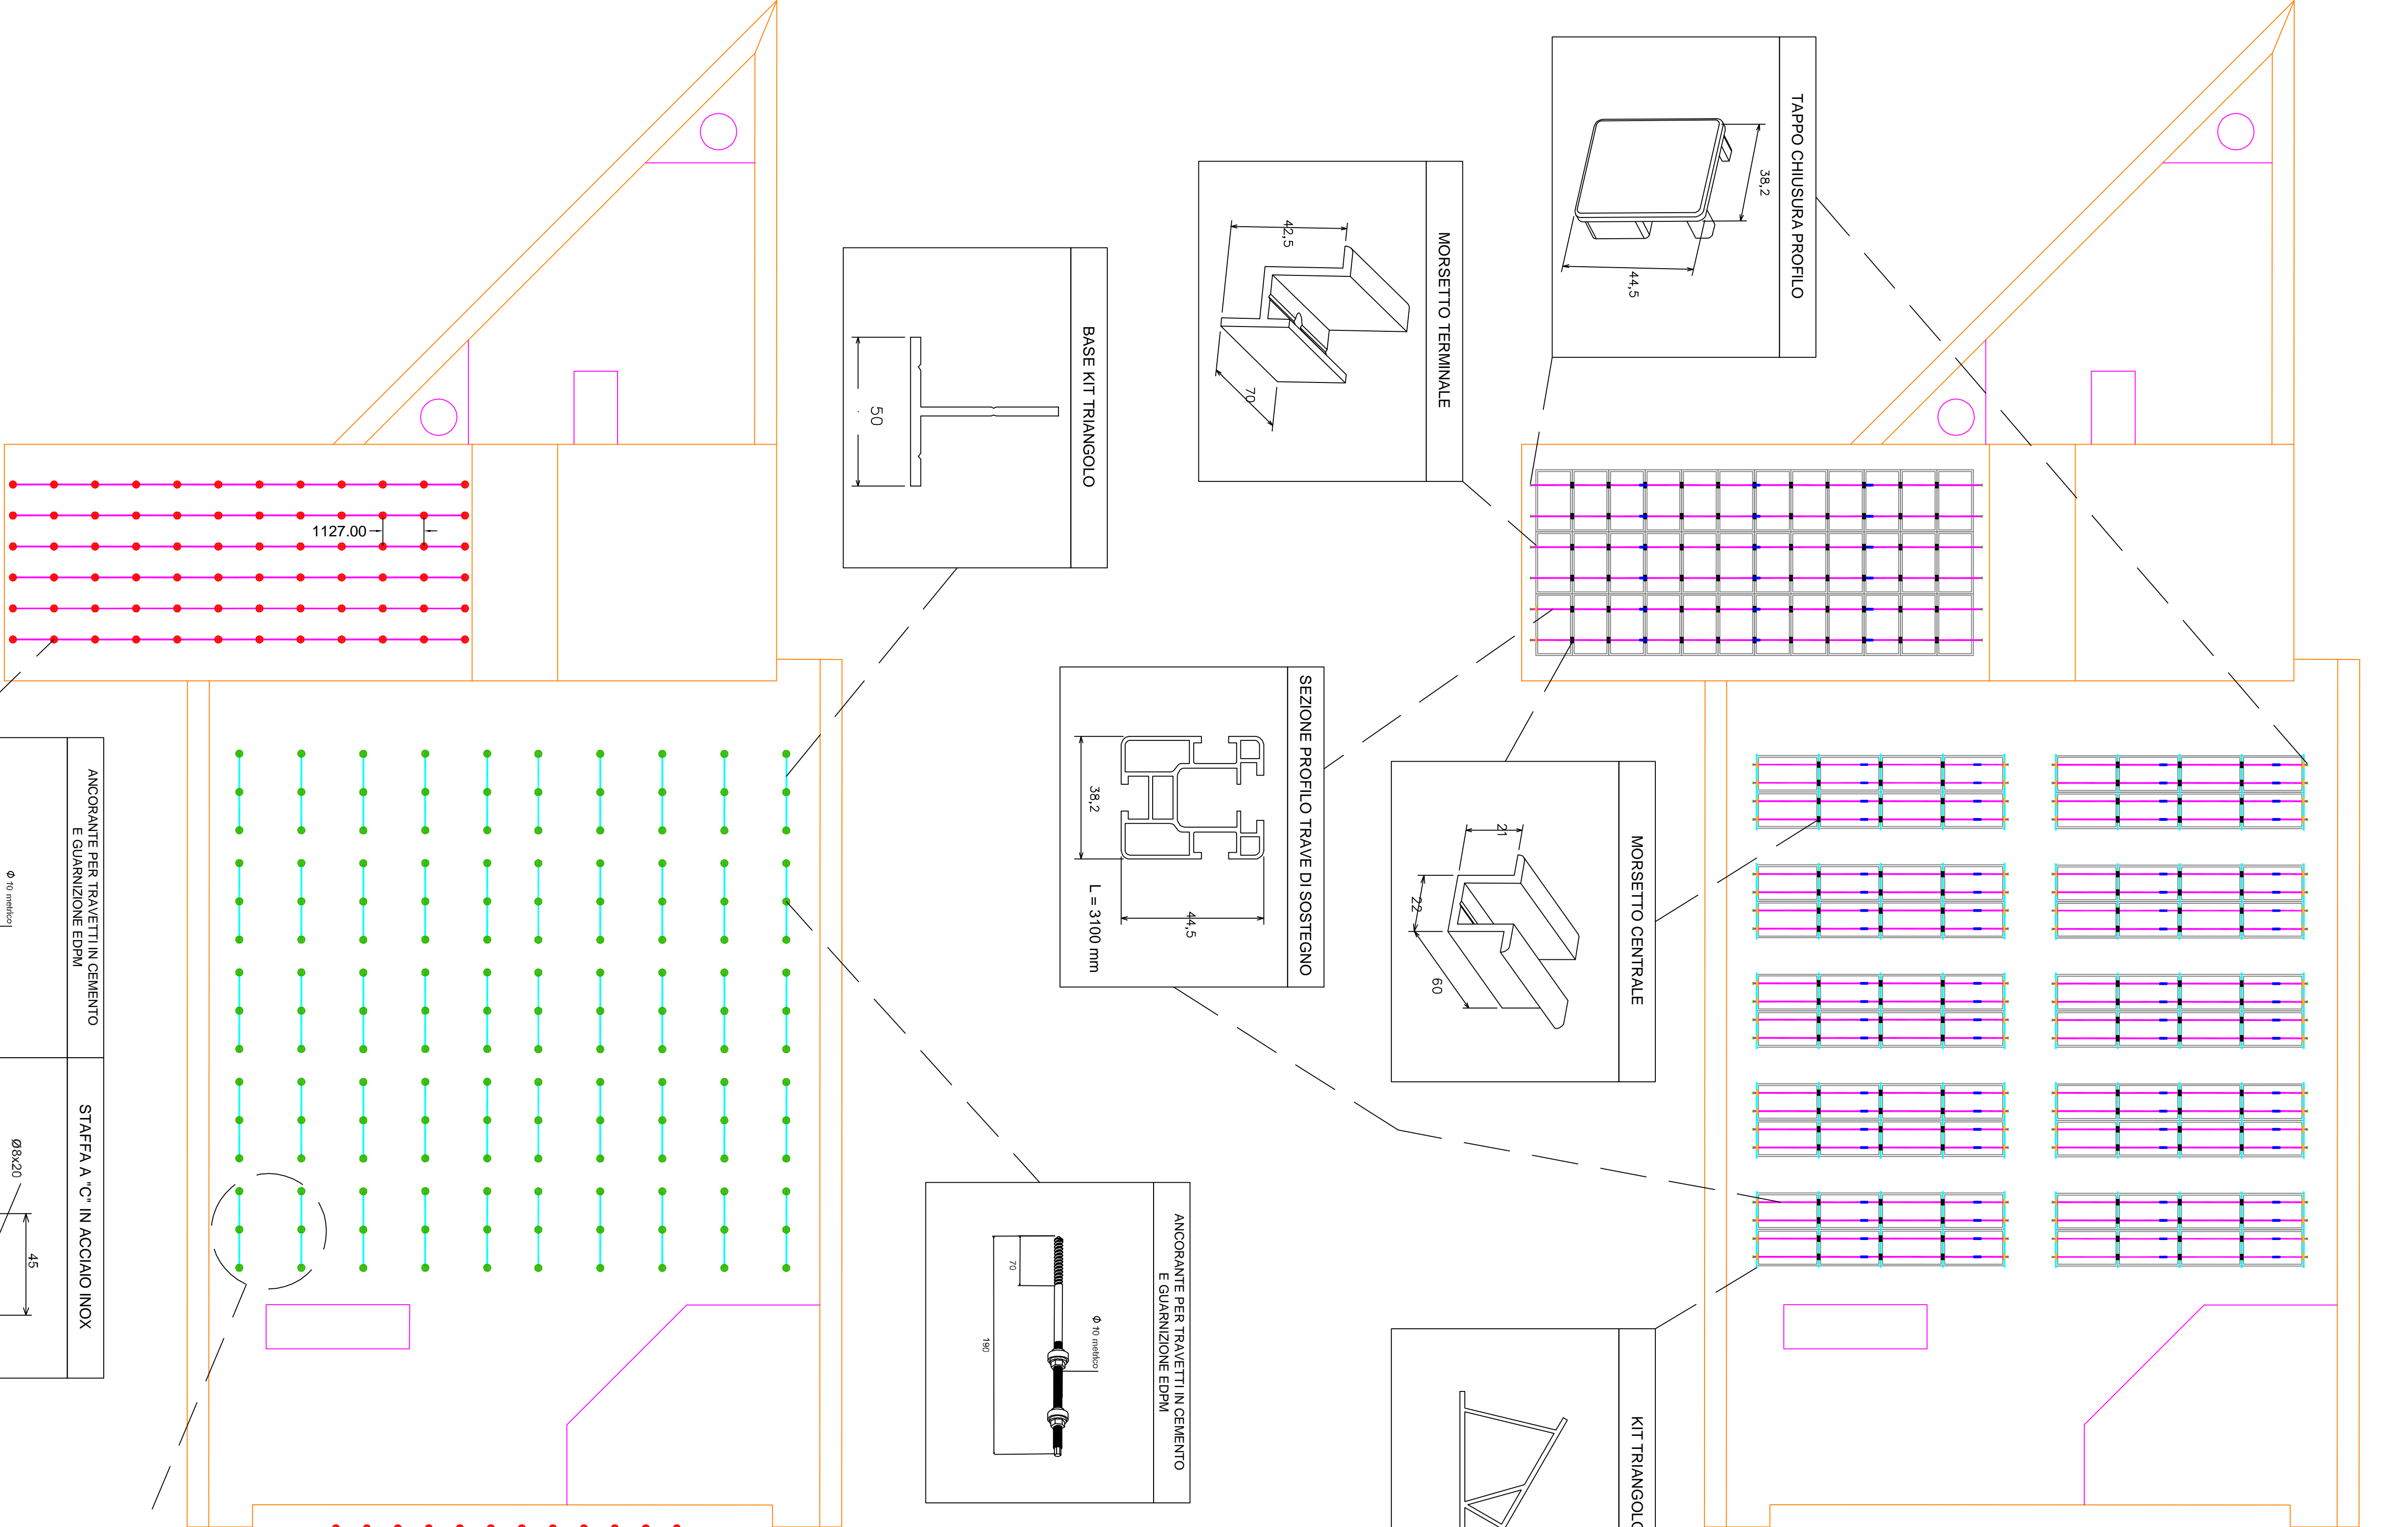 TAPPO CHIUSURA PROFILO
38,2
44,5
MORSETTO TERMINALE
42,5
70
BASE KIT TRIANGOLO
50
1127.00
SEZIONE PROFILO TRAVE DI SOSTEGNO
38,2
44,5
L = 3100 mm
MORSETTO CENTRALE
21
22
60
ANCORANTE PER TRAVETTI IN CEMENTO
E GUARNIZIONE EDPM
Φ 10 metrico
STAFFA A "C" IN ACCIAIO INOX
Ø8x20
45
ANCORANTE PER TRAVETTI IN CEMENTO
E GUARNIZIONE EDPM
70
Φ 10 metrico
190
KIT TRIANGOLO